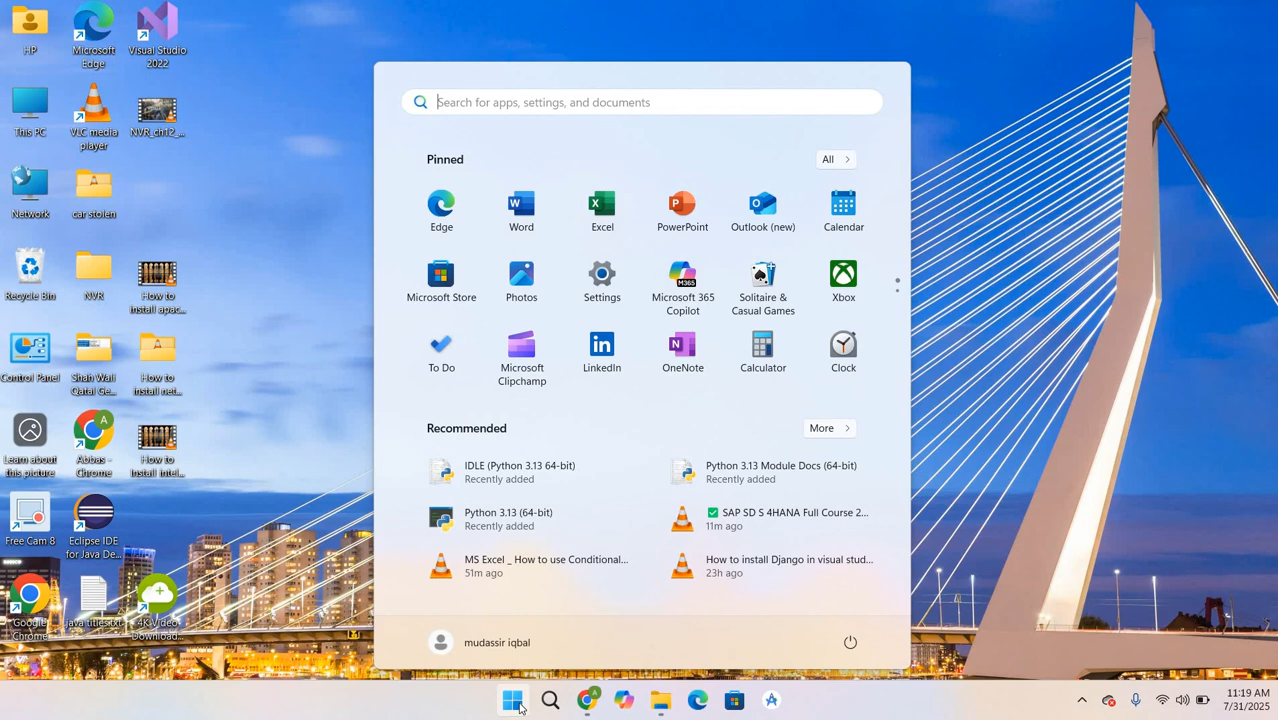 HP
Microsoft
Edge
Visual Studio
2022
This PC
VLC media
player
NVR_ch12_...
Network
car stolen
Recycle Bin
NVR
How to
install apac...
Control Panel
Shah Wali
Qatal Ge...
How to
install net...
Learn about
this picture
Abbas -
Chrome
How to
Install intel...
Free Cam 8
Eclipse IDE
for Java De...
Google
Chrome
java titles.txt
4K Video
Download...
Search for apps, settings, and documents
Pinned
All
Edge
Word
Excel
PowerPoint
Outlook (new)
Calendar
Microsoft Store
Photos
Settings
M365
Microsoft 365
Copilot
Solitaire &
Casual Games
Xbox
To Do
Microsoft
Clipchamp
LinkedIn
OneNote
Calculator
Clock
Recommended
More
IDLE (Python 3.13 64-bit)
Recently added
Python 3.13 Module Docs (64-bit)
Recently added
Python 3.13 (64-bit)
Recently added
✅ SAP SD S 4HANA Full Course 2...
11m ago
MS Excel _ How to use Conditional...
51m ago
How to install Django in visual stud...
23h ago
mudassir iqbal
11:19 AM
7/31/2025